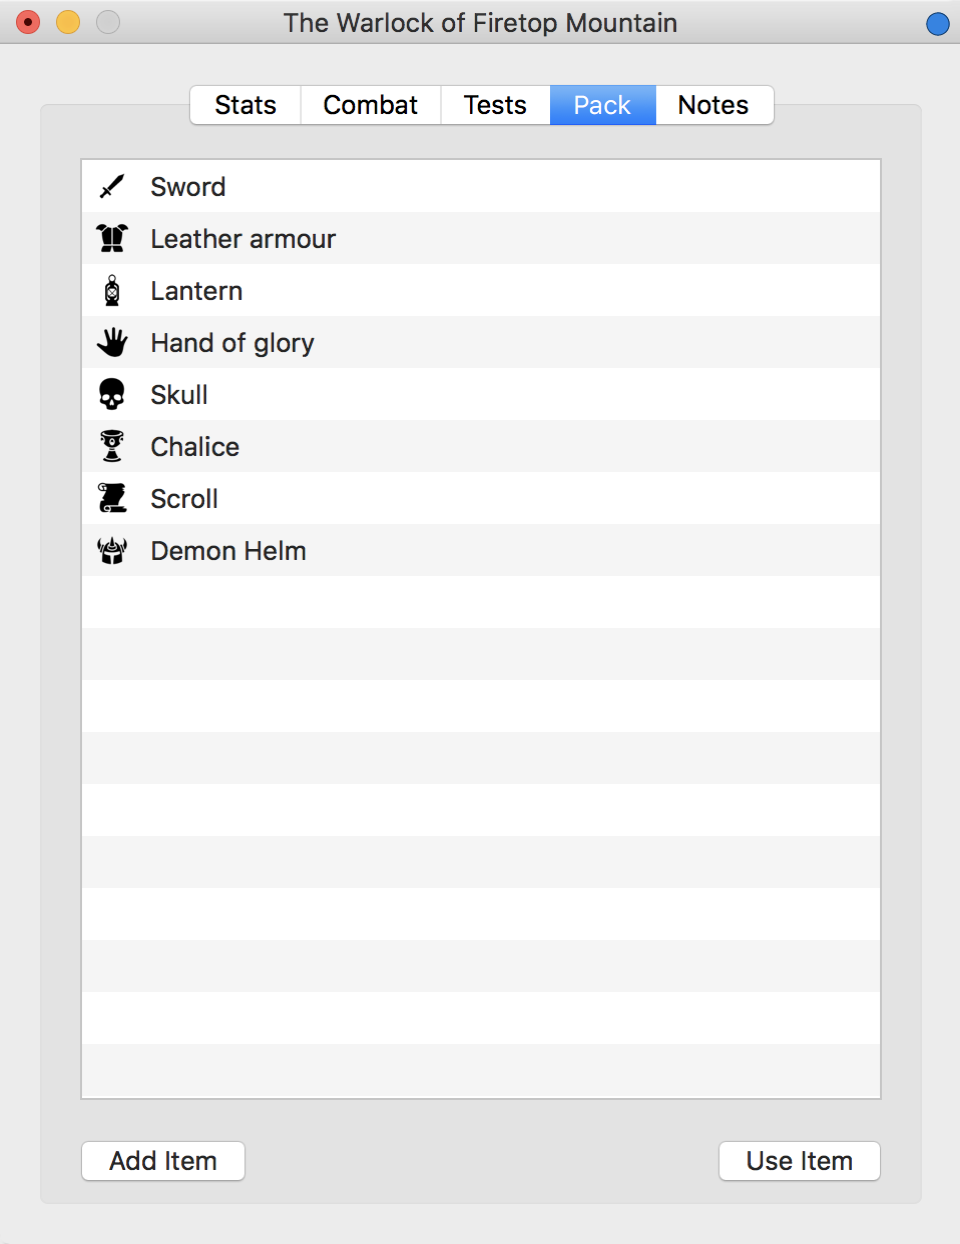 The Warlock of Firetop Mountain
Stats Combat Tests Pack Notes
Sword
Leather armour
Lantern
Hand of glory
Skull
Chalice
Scroll
Demon Helm
Add Item Use Item